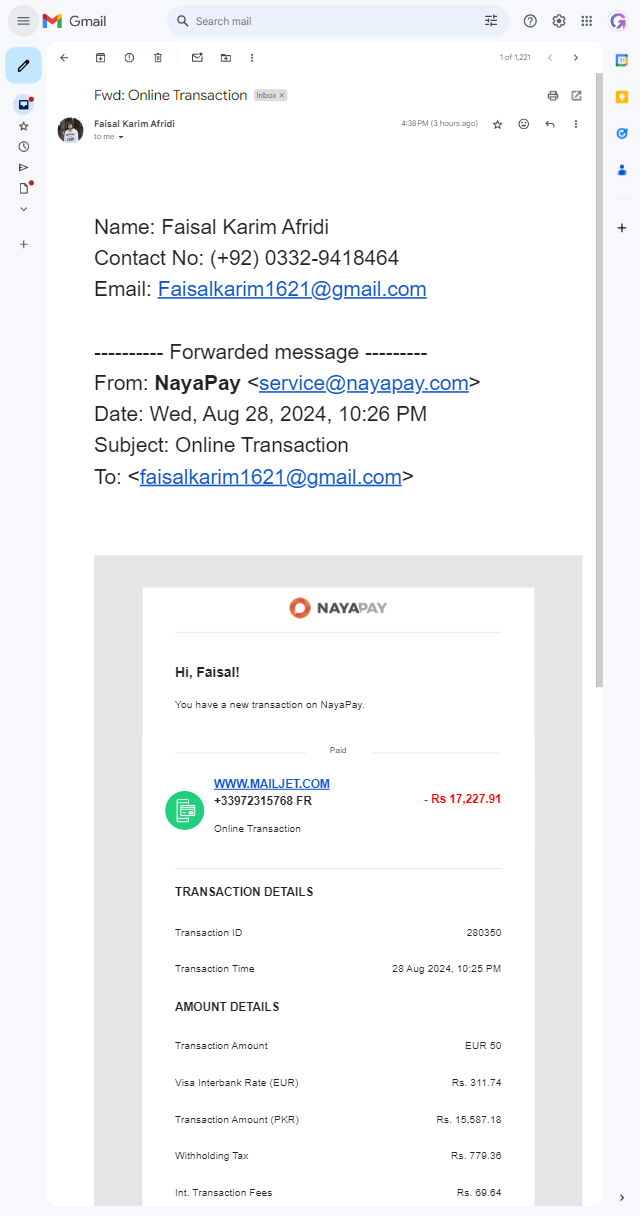 Gmail
Search mail
1 of 1,221
Fwd: Online Transaction
Inbox ×
Faisal Karim Afridi
to me
4:38 PM (3 hours ago)
Name: Faisal Karim Afridi
Contact No: (+92) 0332-9418464
Email: Faisalkarim1621@gmail.com
---------- Forwarded message ---------
From: NayaPay <service@nayapay.com>
Date: Wed, Aug 28, 2024, 10:26 PM
Subject: Online Transaction
To: <faisalkarim1621@gmail.com>
NAYAPAY
Hi, Faisal!
You have a new transaction on NayaPay.
Paid
WWW.MAILJET.COM
+33972315768 FR
- Rs 17,227.91
Online Transaction
TRANSACTION DETAILS
Transaction ID 280350
Transaction Time 28 Aug 2024, 10:25 PM
AMOUNT DETAILS
Transaction Amount EUR 50
Visa Interbank Rate (EUR) Rs. 311.74
Transaction Amount (PKR) Rs. 15,587.18
Withholding Tax Rs. 779.36
Int. Transaction Fees Rs. 69.64